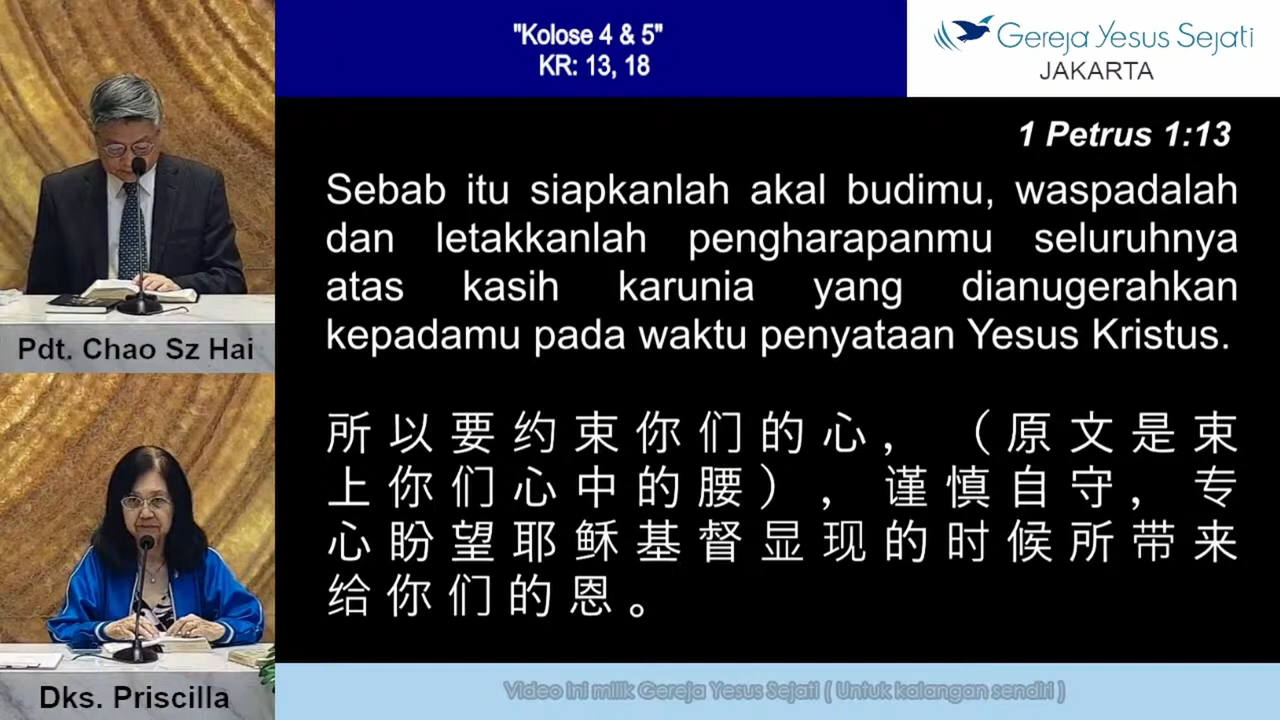 "Kolose 4 & 5"
KR: 13, 18
Gereja Yesus Sejati
JAKARTA
1 Petrus 1:13
Sebab itu siapkanlah akal budimu, waspadalah
dan letakkanlah pengharapanmu seluruhnya
atas kasih karunia yang dianugerahkan
kepadamu pada waktu penyataan Yesus Kristus.
所以要约束你们的心，（原文是束
上你们心中的腰），谨慎自守，专
心盼望耶稣基督显现的时候所带来
给你们的恩。
Pdt. Chao Sz Hai
Dks. Priscilla
Video ini milik Gereja Yesus Sejati ( Untuk kalangan sendiri )